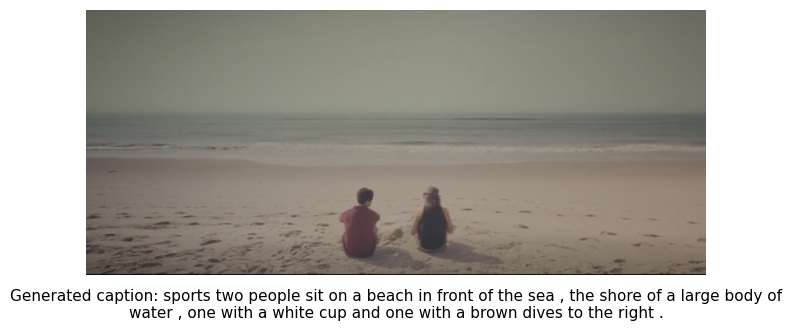 Generated caption: sports two people sit on a beach in front of the sea , the shore of a large body of
water , one with a white cup and one with a brown dives to the right .